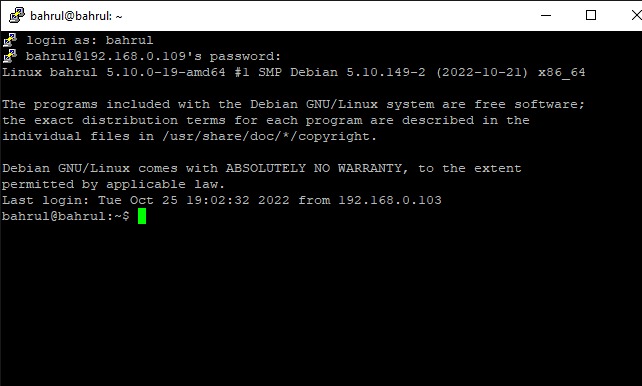 bahrul@bahrul: ~
login as: bahrul
bahrul@192.168.0.109's password:
Linux bahrul 5.10.0-19-amd64 #1 SMP Debian 5.10.149-2 (2022-10-21) x86_64
The programs included with the Debian GNU/Linux system are free software;
the exact distribution terms for each program are described in the
individual files in /usr/share/doc/*/copyright.
Debian GNU/Linux comes with ABSOLUTELY NO WARRANTY, to the extent
permitted by applicable law.
Last login: Tue Oct 25 19:02:32 2022 from 192.168.0.103
bahrul@bahrul:~$